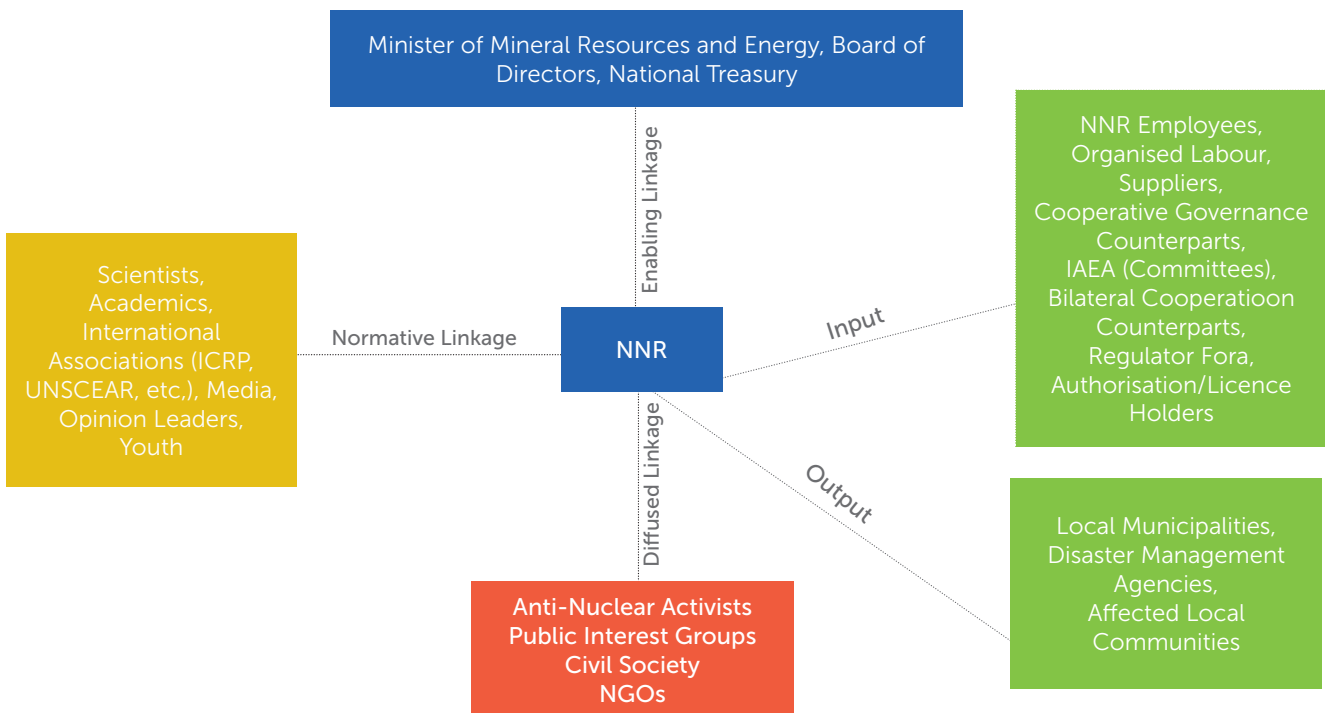 Minister of Mineral Resources and Energy, Board of
Directors, National Treasury
Enabling Linkage
NNR Employees,
Organised Labour,
Suppliers,
Cooperative Governance
Counterparts,
IAEA (Committees),
Bilateral Cooperatioon
Counterparts,
Regulator Fora,
Authorisation/Licence
Holders
Scientists,
Academics,
International
Associations (ICRP,
UNSCEAR, etc,), Media,
Opinion Leaders,
Youth
Normative Linkage
NNR
Input
Diffused Linkage
Output
Local Municipalities,
Disaster Management
Agencies,
Affected Local
Communities
Anti-Nuclear Activists
Public Interest Groups
Civil Society
NGOs